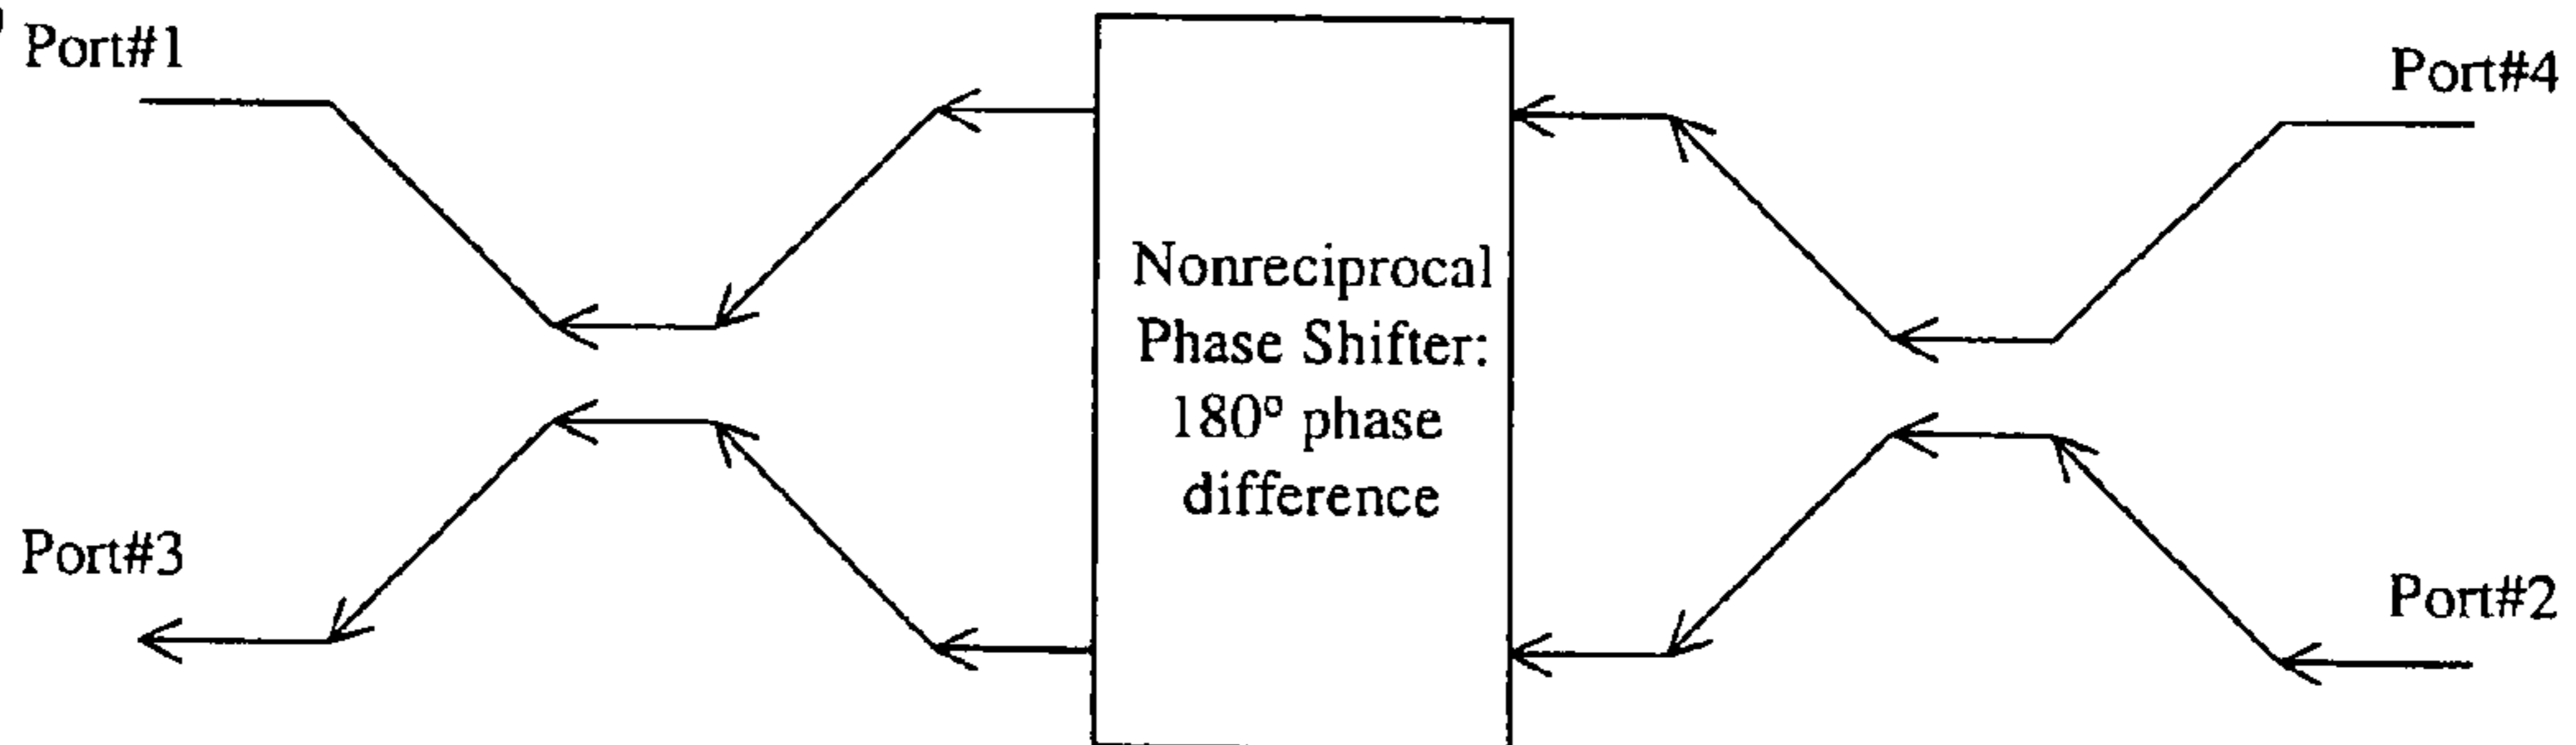 Port#1
Port#4
Nonreciprocal
Phase Shifter:
180° phase
difference
Port#3
Port#2